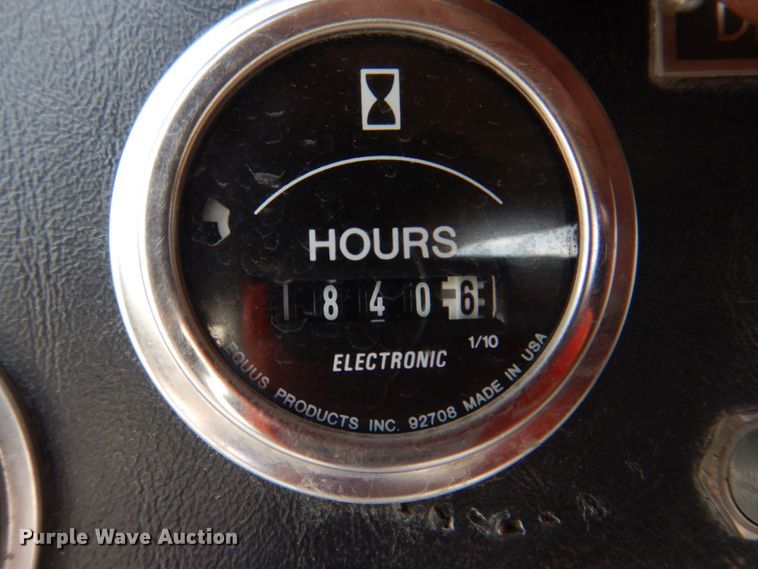 HOURS
8406
1/10
ELECTRONIC
EQUUS PRODUCTS INC. 92708 MADE IN USA
Purple Wave Auction